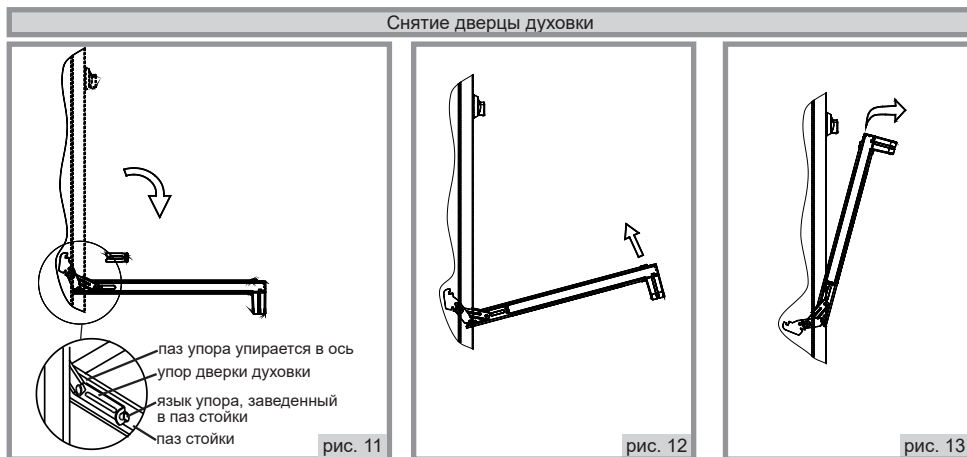 Снятие дверцы духовки
паз упора упирается в ось
упор дверки духовки
язык упора, заведенный
в паз стойки
паз стойки
рис. 11
рис. 12
рис. 13